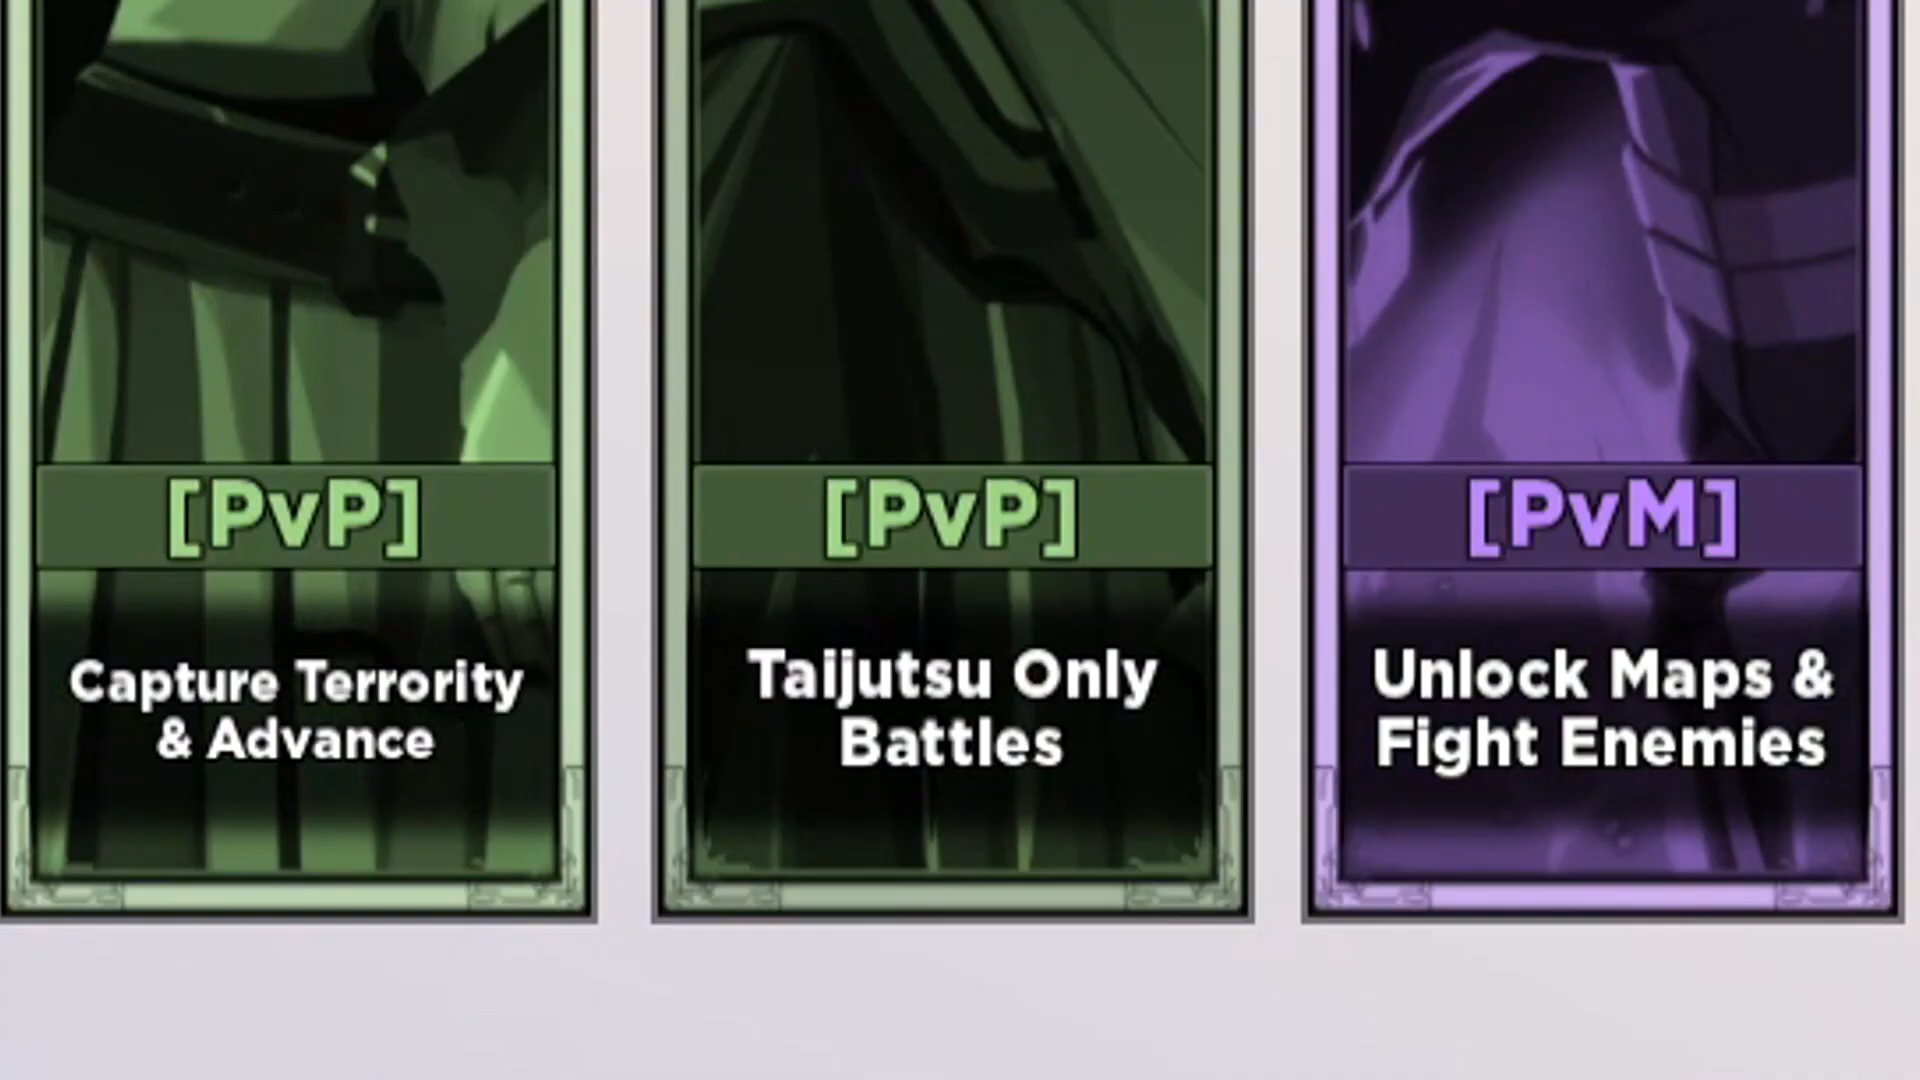 [PvP]
Capture Terrority
& Advance
[PvP]
Taijutsu Only
Battles
[PvM]
Unlock Maps &
Fight Enemies